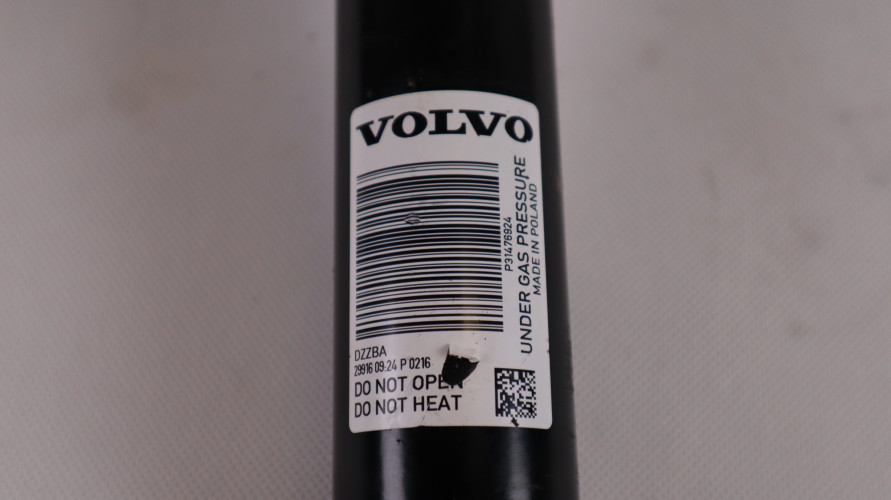 VOLVO
P31476924
UNDER GAS PRESSURE
MADE IN POLAND
DZZBA
29916 09-24 P 0216
DO NOT OPEN
DO NOT HEAT